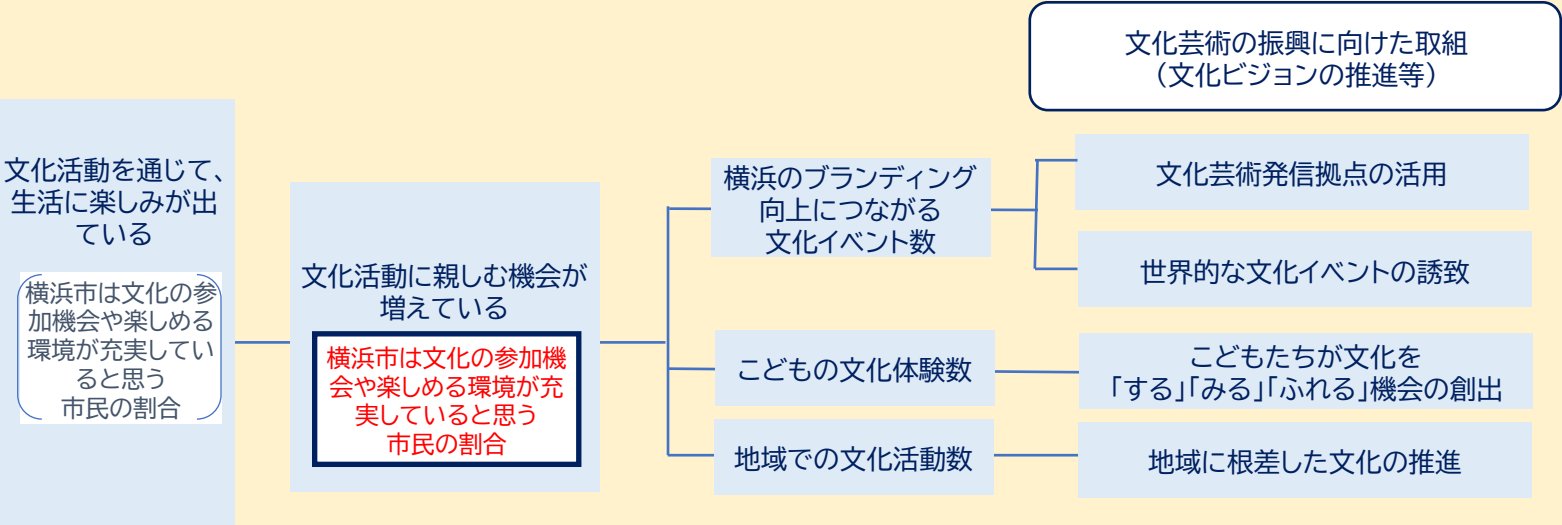 文化芸術の振興に向けた取組
（文化ビジョンの推進等）
文化活動を通じて、
生活に楽しみが出
ている
横浜市は文化の参
加機会や楽しめる
環境が充実してい
ると思う
市民の割合
文化活動に親しむ機会が
増えている
横浜市は文化の参加機
会や楽しめる環境が充
実していると思う
市民の割合
横浜のブランディング
向上につながる
文化イベント数
こどもの文化体験数
地域での文化活動数
文化芸術発信拠点の活用
世界的な文化イベントの誘致
こどもたちが文化を
「する」「みる」「ふれる」機会の創出
地域に根差した文化の推進